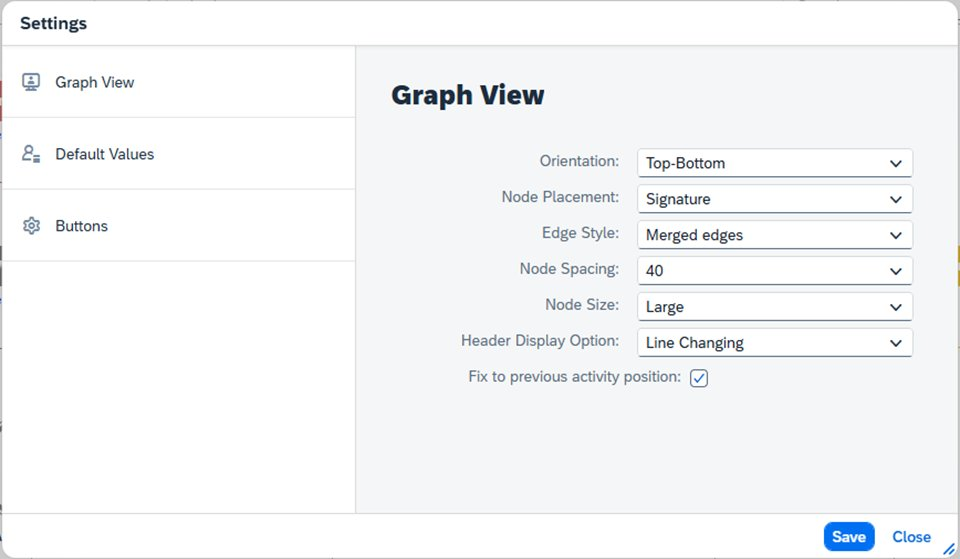 Settings
Graph View
Default Values
Buttons
Graph View
Orientation: Top-Bottom
Node Placement: Signature
Edge Style: Merged edges
Node Spacing: 40
Node Size: Large
Header Display Option: Line Changing
Fix to previous activity position:
Save Close